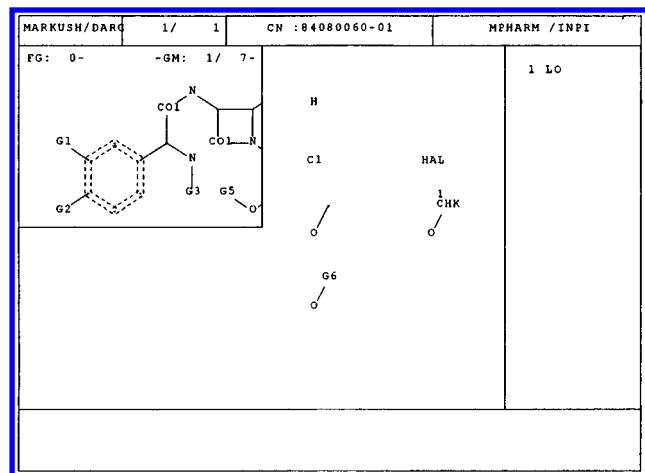 MARKUSH/DARC 1/ 1 CN :84080060-01 MPHARM /INPI
FG: 0- -GM: 1/ 7-
1 LO
N
CO1
H
G1
CO1
N
C1
HAL
N
G3
G5
1
CHK
G2
O
O
O
G6
O